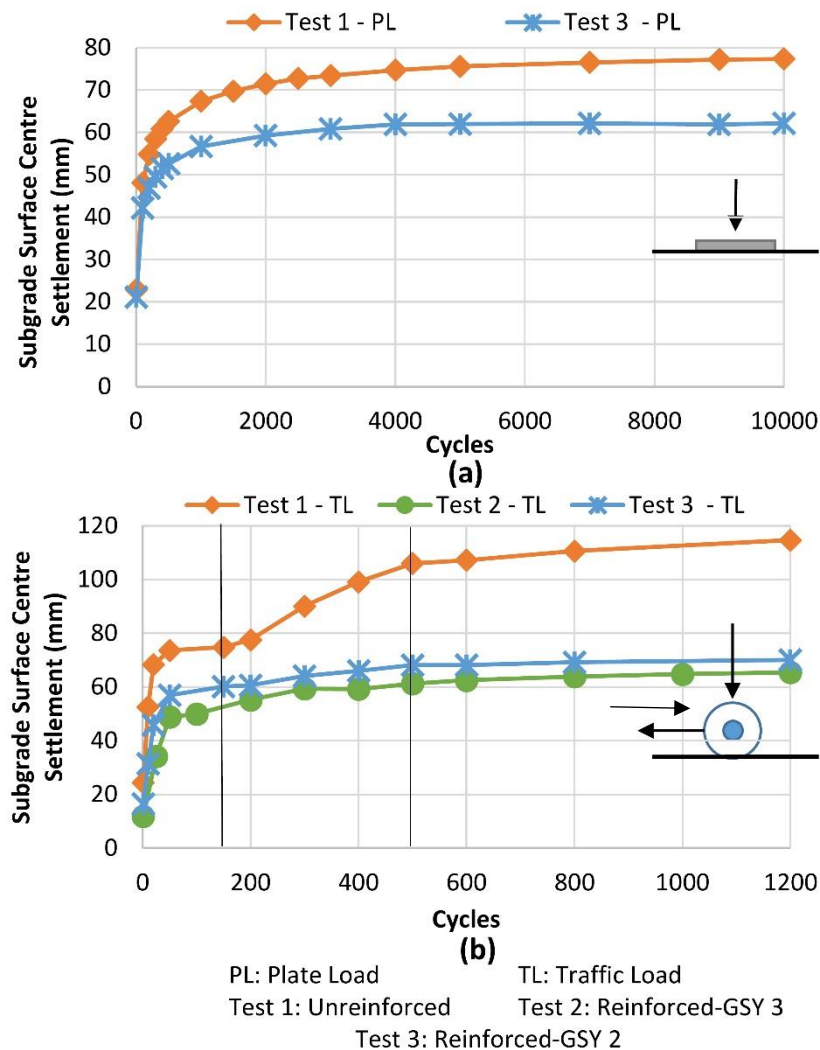 Test 1 - PL Test 3 - PL
80
70
60
50
40
30
20
10
0
Subgrade Surface Centre
Settlement (mm)
0 2000 4000 6000 8000 10000
Cycles
(a)
Test 1 - TL Test 2 - TL Test 3 - TL
120
100
80
60
40
20
0
Subgrade Surface Centre
Settlement (mm)
0 200 400 600 800 1000 1200
Cycles
(b)
PL: Plate Load TL: Traffic Load
Test 1: Unreinforced Test 2: Reinforced-GSY 3
Test 3: Reinforced-GSY 2